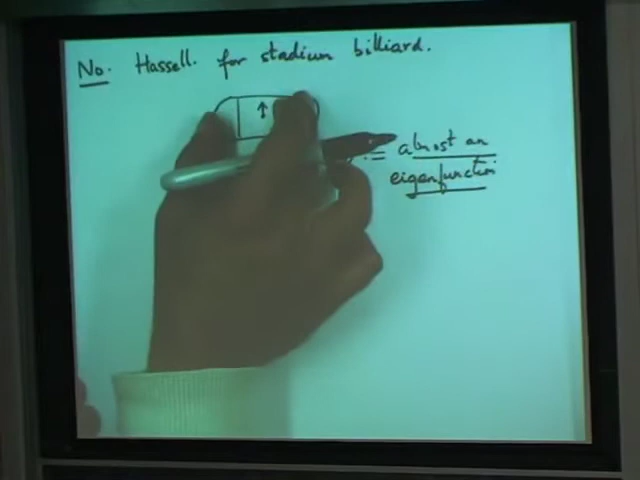 No. Hassell. for stadium billiard.
= almost an
eigenfunction